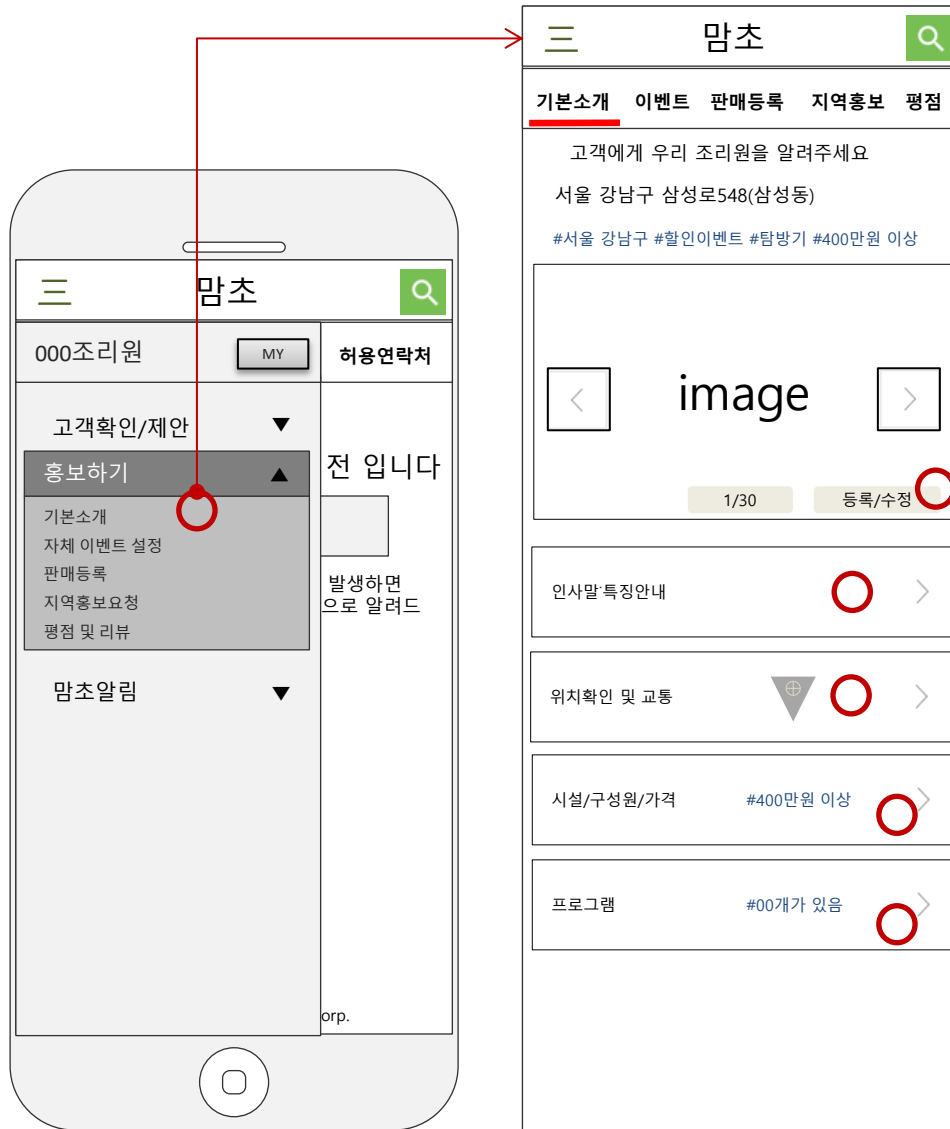 맘초
000조리원 MY 허용연락처
고객확인/제안 ▼
홍보하기 ▲
전 입니다
기본소개
자체 이벤트 설정
판매등록
지역홍보요청
평점 및 리뷰
발생하면
으로 알려드
맘초알림 ▼
orp.
맘초
기본소개 이벤트 판매등록 지역홍보 평점
고객에게 우리 조리원을 알려주세요
서울 강남구 삼성로548(삼성동)
#서울 강남구 #할인이벤트 #탐방기 #400만원 이상
image
1/30 등록/수정
인사말·특징안내
위치확인 및 교통
시설/구성원/가격 #400만원 이상
프로그램 #00개가 있음